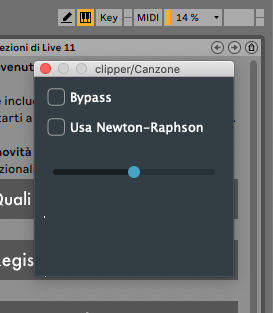 Key MIDI 14 %
ezioni di Live 11
clipper/Canzone
venut
Bypass
e inclu
Usa Newton-Raphson
tarti a
novità
zional
Quali
Regis